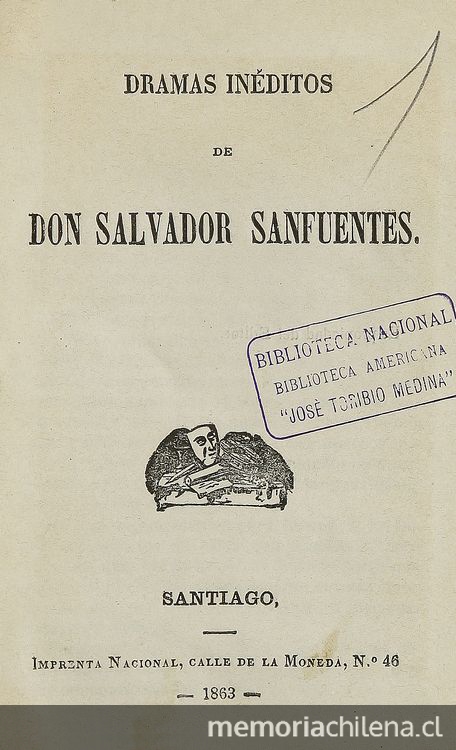 DRAMAS INÉDITOS
DE
DON SALVADOR SANFUENTES.
BIBLIOTECA NACIONAL
BIBLIOTECA AMERICANA
"JOSÈ TORIBIO MEDINA"
SANTIAGO,
IMPRENTA NACIONAL, CALLE DE LA MONEDA, N.º 46
— 1863 —
memoriachilena.cl